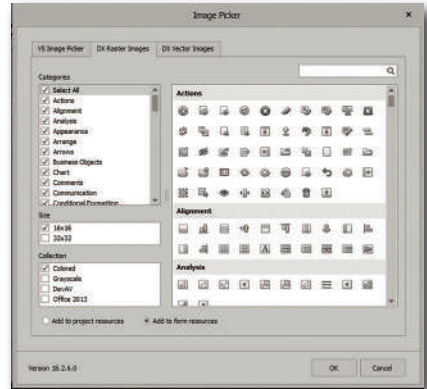 Image Picker
VS Image Picker DX Raster Images DX Vector Images
Categories
Select All
Actions
Alignment
Analysis
Appearance
Arrange
Arrows
Business Objects
Chart
Comments
Communication
Conditional Formatting...
Size
16x16
32x32
Collection
Colored
Grayscale
DevAV
Office 2013
Actions
Alignment
Analysis
Add to project resources Add to form resources
Version 18.2.6.0 OK Cancel